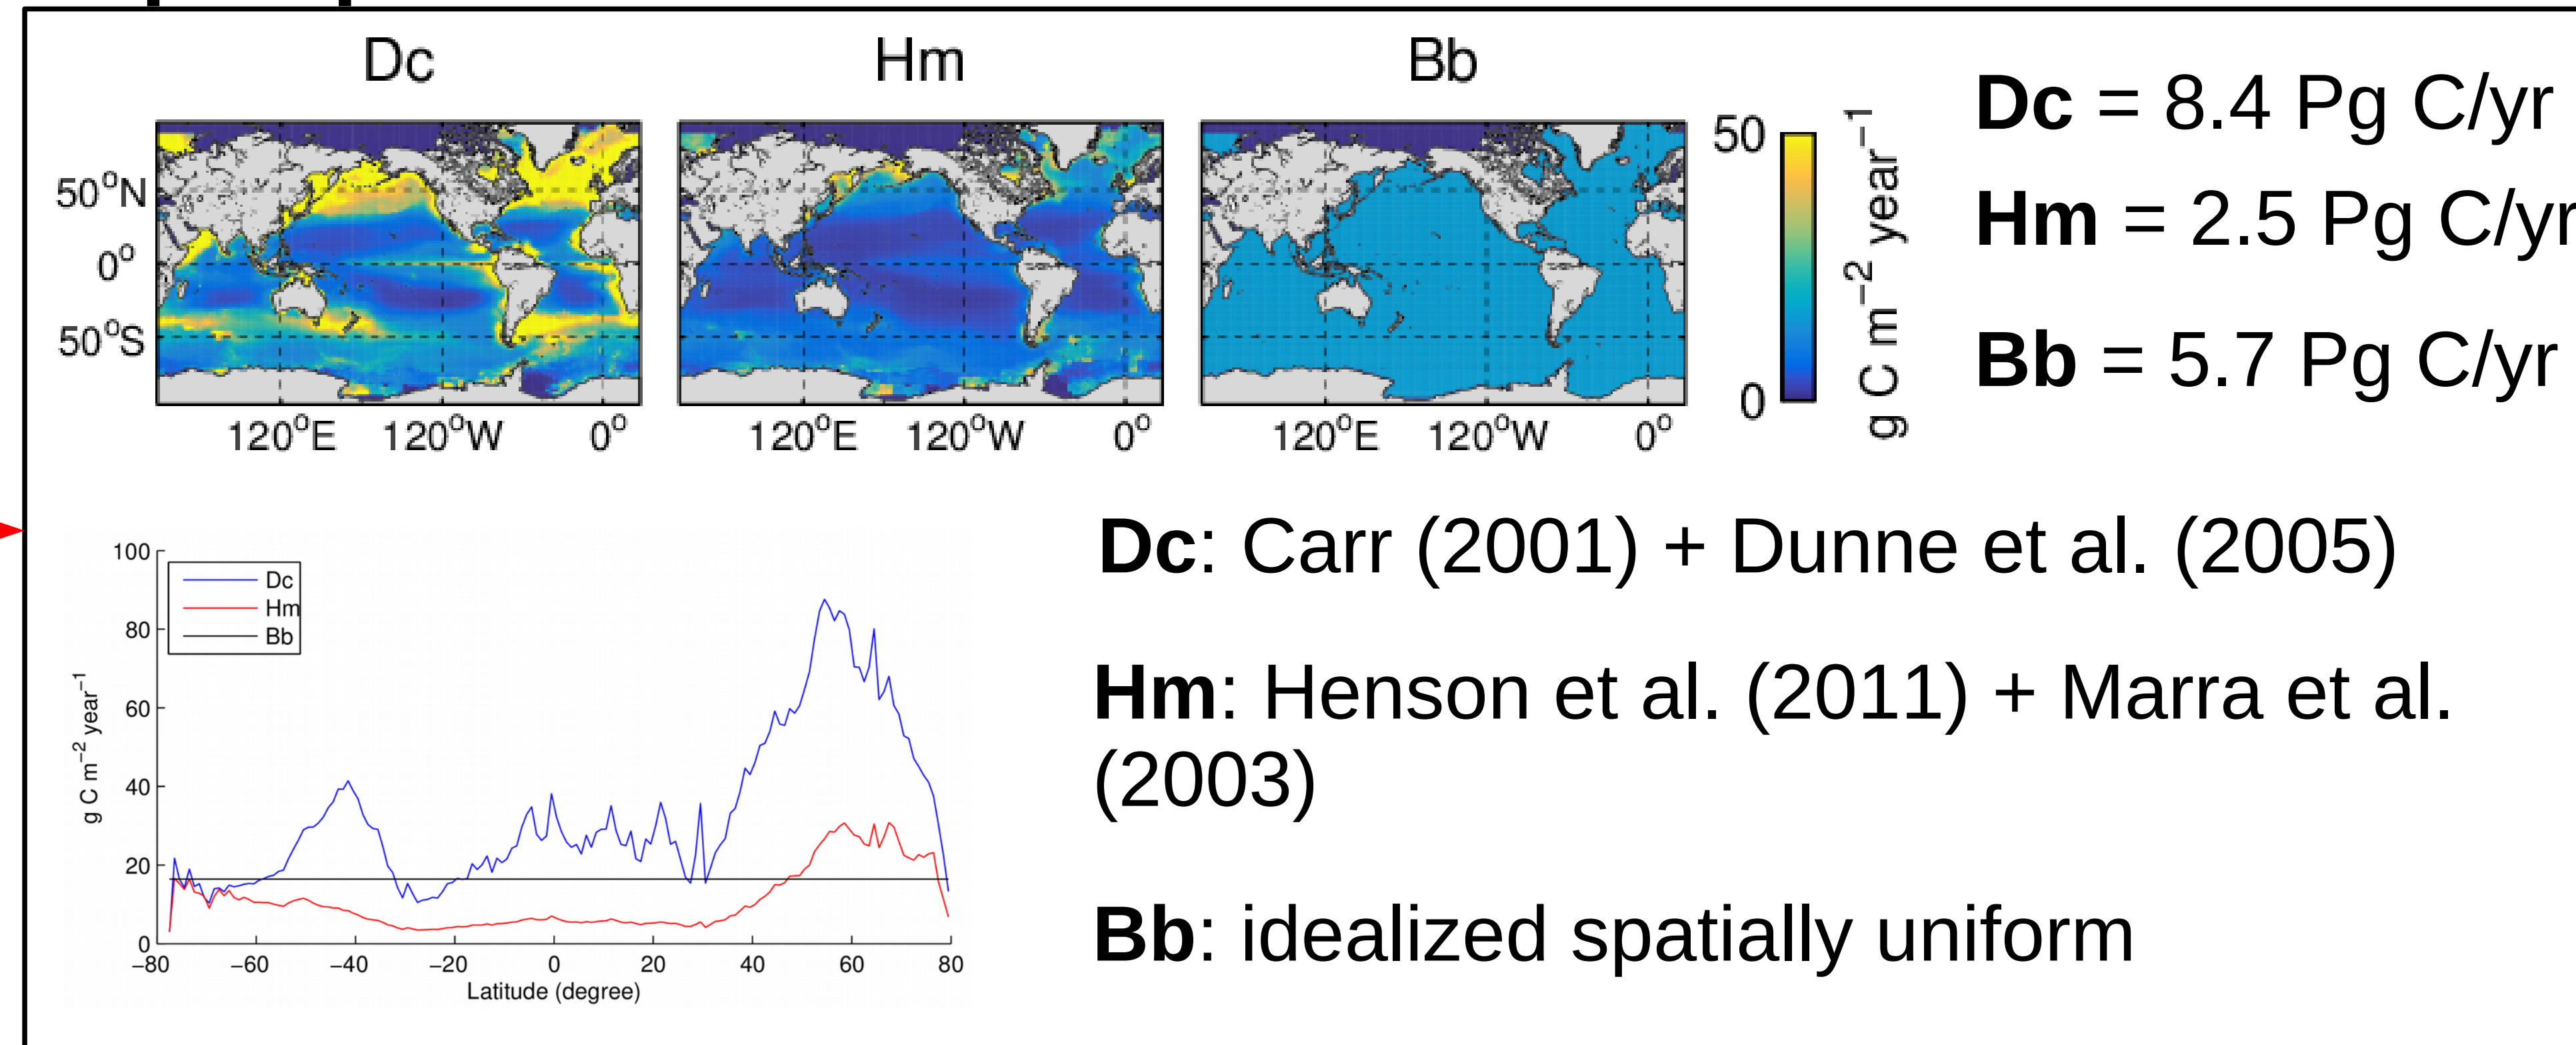 Dc
Hm
Bb
50°N
0°
50°S
120°E 120°W 0°
120°E 120°W 0°
120°E 120°W 0°
50
0
g C m⁻² year⁻¹
Dc = 8.4 Pg C/yr
Hm = 2.5 Pg C/yr
Bb = 5.7 Pg C/yr
100
80
60
40
20
0
g C m⁻² year⁻¹
Dc
Hm
Bb
−80 −60 −40 −20 0 20 40 60 80
Latitude (degree)
Dc: Carr (2001) + Dunne et al. (2005)
Hm: Henson et al. (2011) + Marra et al.
(2003)
Bb: idealized spatially uniform